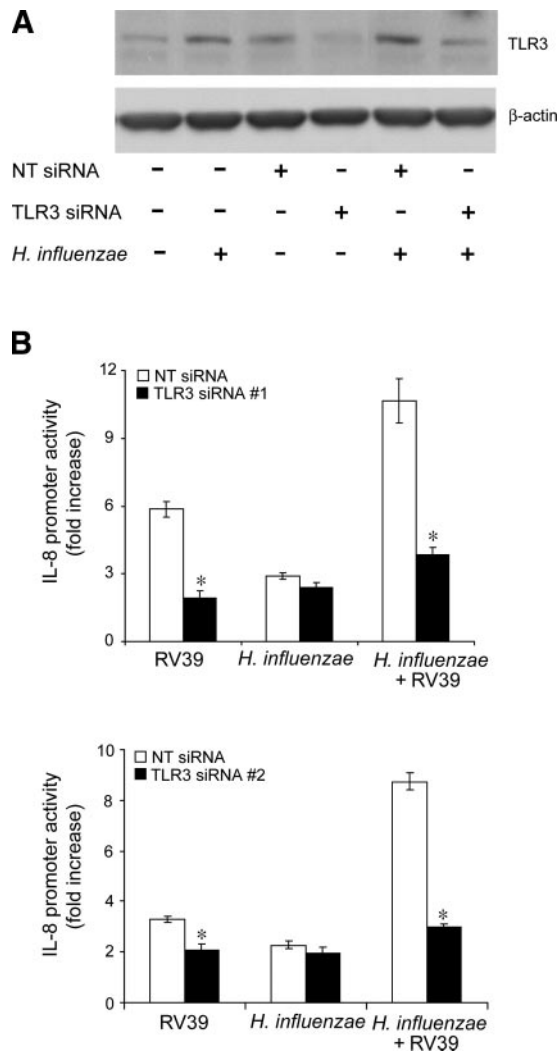 A
TLR3
β-actin
NT siRNA – – + – + –
TLR3 siRNA – – – + – +
H. influenzae – + – – + +
B
12
9
6
3
0
IL-8 promoter activity
(fold increase)
NT siRNA
TLR3 siRNA #1
*
*
RV39
H. influenzae
H. influenzae
+ RV39
10
8
6
4
2
0
IL-8 promoter activity
(fold increase)
NT siRNA
TLR3 siRNA #2
*
*
RV39
H. influenzae
H. influenzae
+ RV39